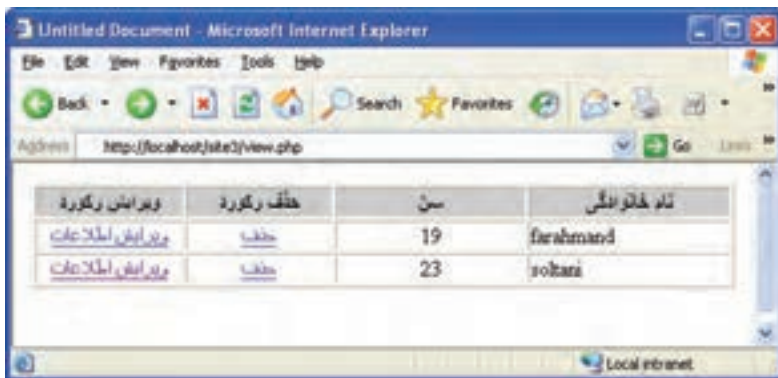 Untitled Document - Microsoft Internet Explorer
File Edit View Favorites Tools Help
Back Search Favorites
Address http://localhost/site3/view.php Go Links
نام خانوادگی سن حذف رکورد ویرایش رکورد
farahmand 19 حذف ویرایش اطلاعات
soltani 23 حذف ویرایش اطلاعات
Local intranet